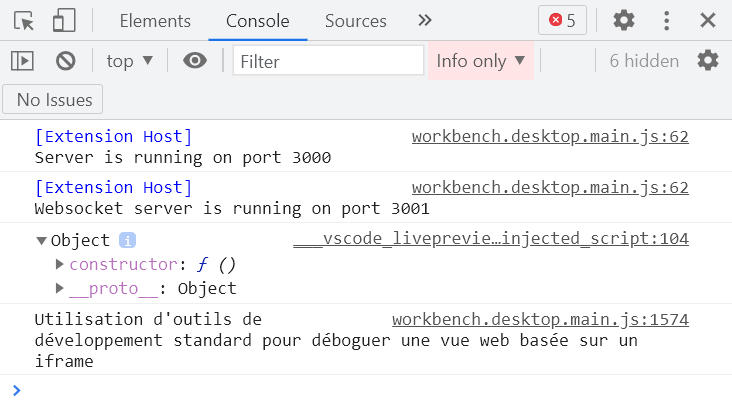 Elements Console Sources » 5
top ▼ Filter Info only ▼ 6 hidden
No Issues
[Extension Host] workbench.desktop.main.js:62
Server is running on port 3000
[Extension Host] workbench.desktop.main.js:62
Websocket server is running on port 3001
▼Object i ___vscode_liveprevie…injected_script:104
▶constructor: ƒ ()
▶__proto__: Object
Utilisation d'outils de workbench.desktop.main.js:1574
développement standard pour déboguer une vue web basée sur un
iframe
>